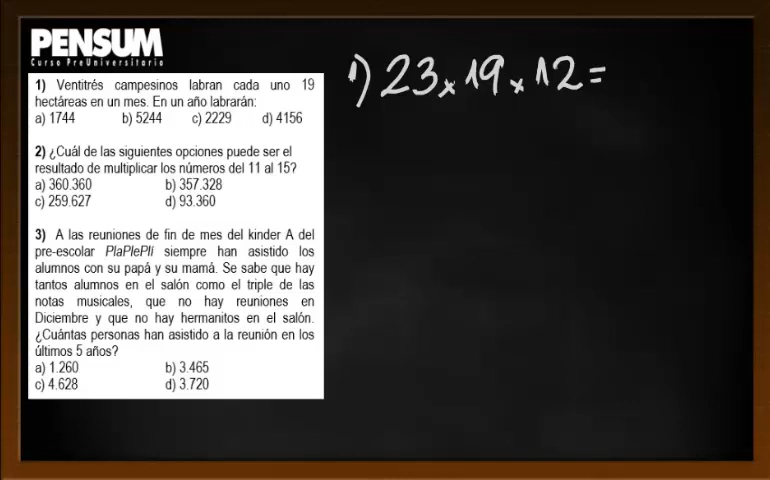 PENSUM
Curso PreUniversitario
1) Ventitrés campesinos labran cada uno 19
hectáreas en un mes. En un año labrarán:
a) 1744 b) 5244 c) 2229 d) 4156
2) ¿Cuál de las siguientes opciones puede ser el
resultado de multiplicar los números del 11 al 15?
a) 360.360 b) 357.328
c) 259.627 d) 93.360
3) A las reuniones de fin de mes del kinder A del
pre-escolar PlaPlePlí siempre han asistido los
alumnos con su papá y su mamá. Se sabe que hay
tantos alumnos en el salón como el triple de las
notas musicales, que no hay reuniones en
Diciembre y que no hay hermanitos en el salón.
¿Cuántas personas han asistido a la reunión en los
últimos 5 años?
a) 1.260 b) 3.465
c) 4.628 d) 3.720
1) 23 x 19 x 12 =